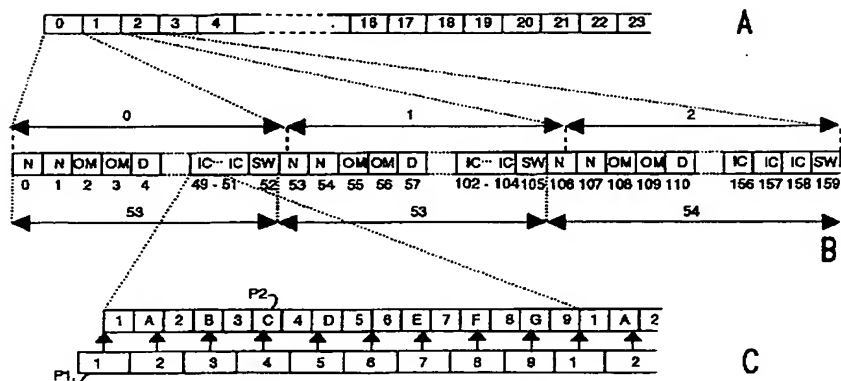 0 1 2 3 4 . 16 17 18 19 20 21 22 23 A
0 1 2
N N OM OM D IC··· IC SW N N OM OM D IC··· IC SW N N OM OM D IC IC IC SW
0 1 2 3 4 49 - 51 52 53 54 55 56 57 102 - 104 105 106 107 108 109 110 156 157 158 159
53 53 54
B
P2
1 A 2 B 3 C 4 D 5 6 E 7 F 8 G 9 1 A 2
1 2 3 4 5 6 7 8 9 1 2 C
P1